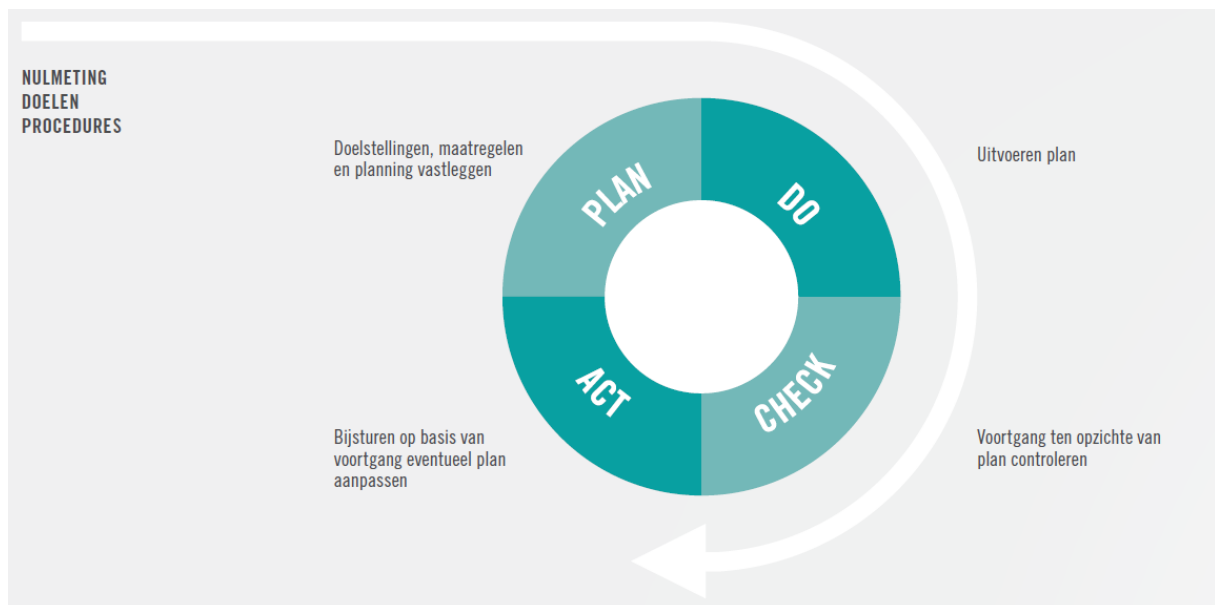 NULMETING
DOELEN
PROCEDURES
Doelstellingen, maatregelen
en planning vastleggen
PLAN
DO
Uitvoeren plan
ACT
CHECK
Bijsturen op basis van
voortgang eventueel plan
aanpassen
Voortgang ten opzichte van
plan controleren